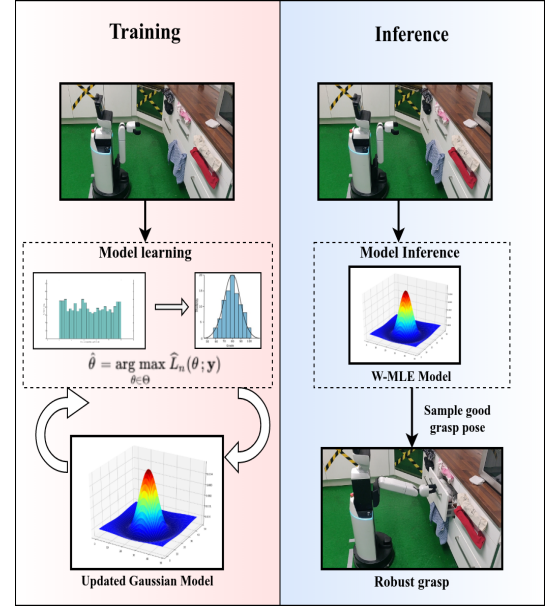 Training
Model learning
θ̂ = arg max L̂ₙ(θ ; y)
θ∈Θ
Updated Gaussian Model
Inference
Model Inference
W-MLE Model
Sample good
grasp pose
Robust grasp